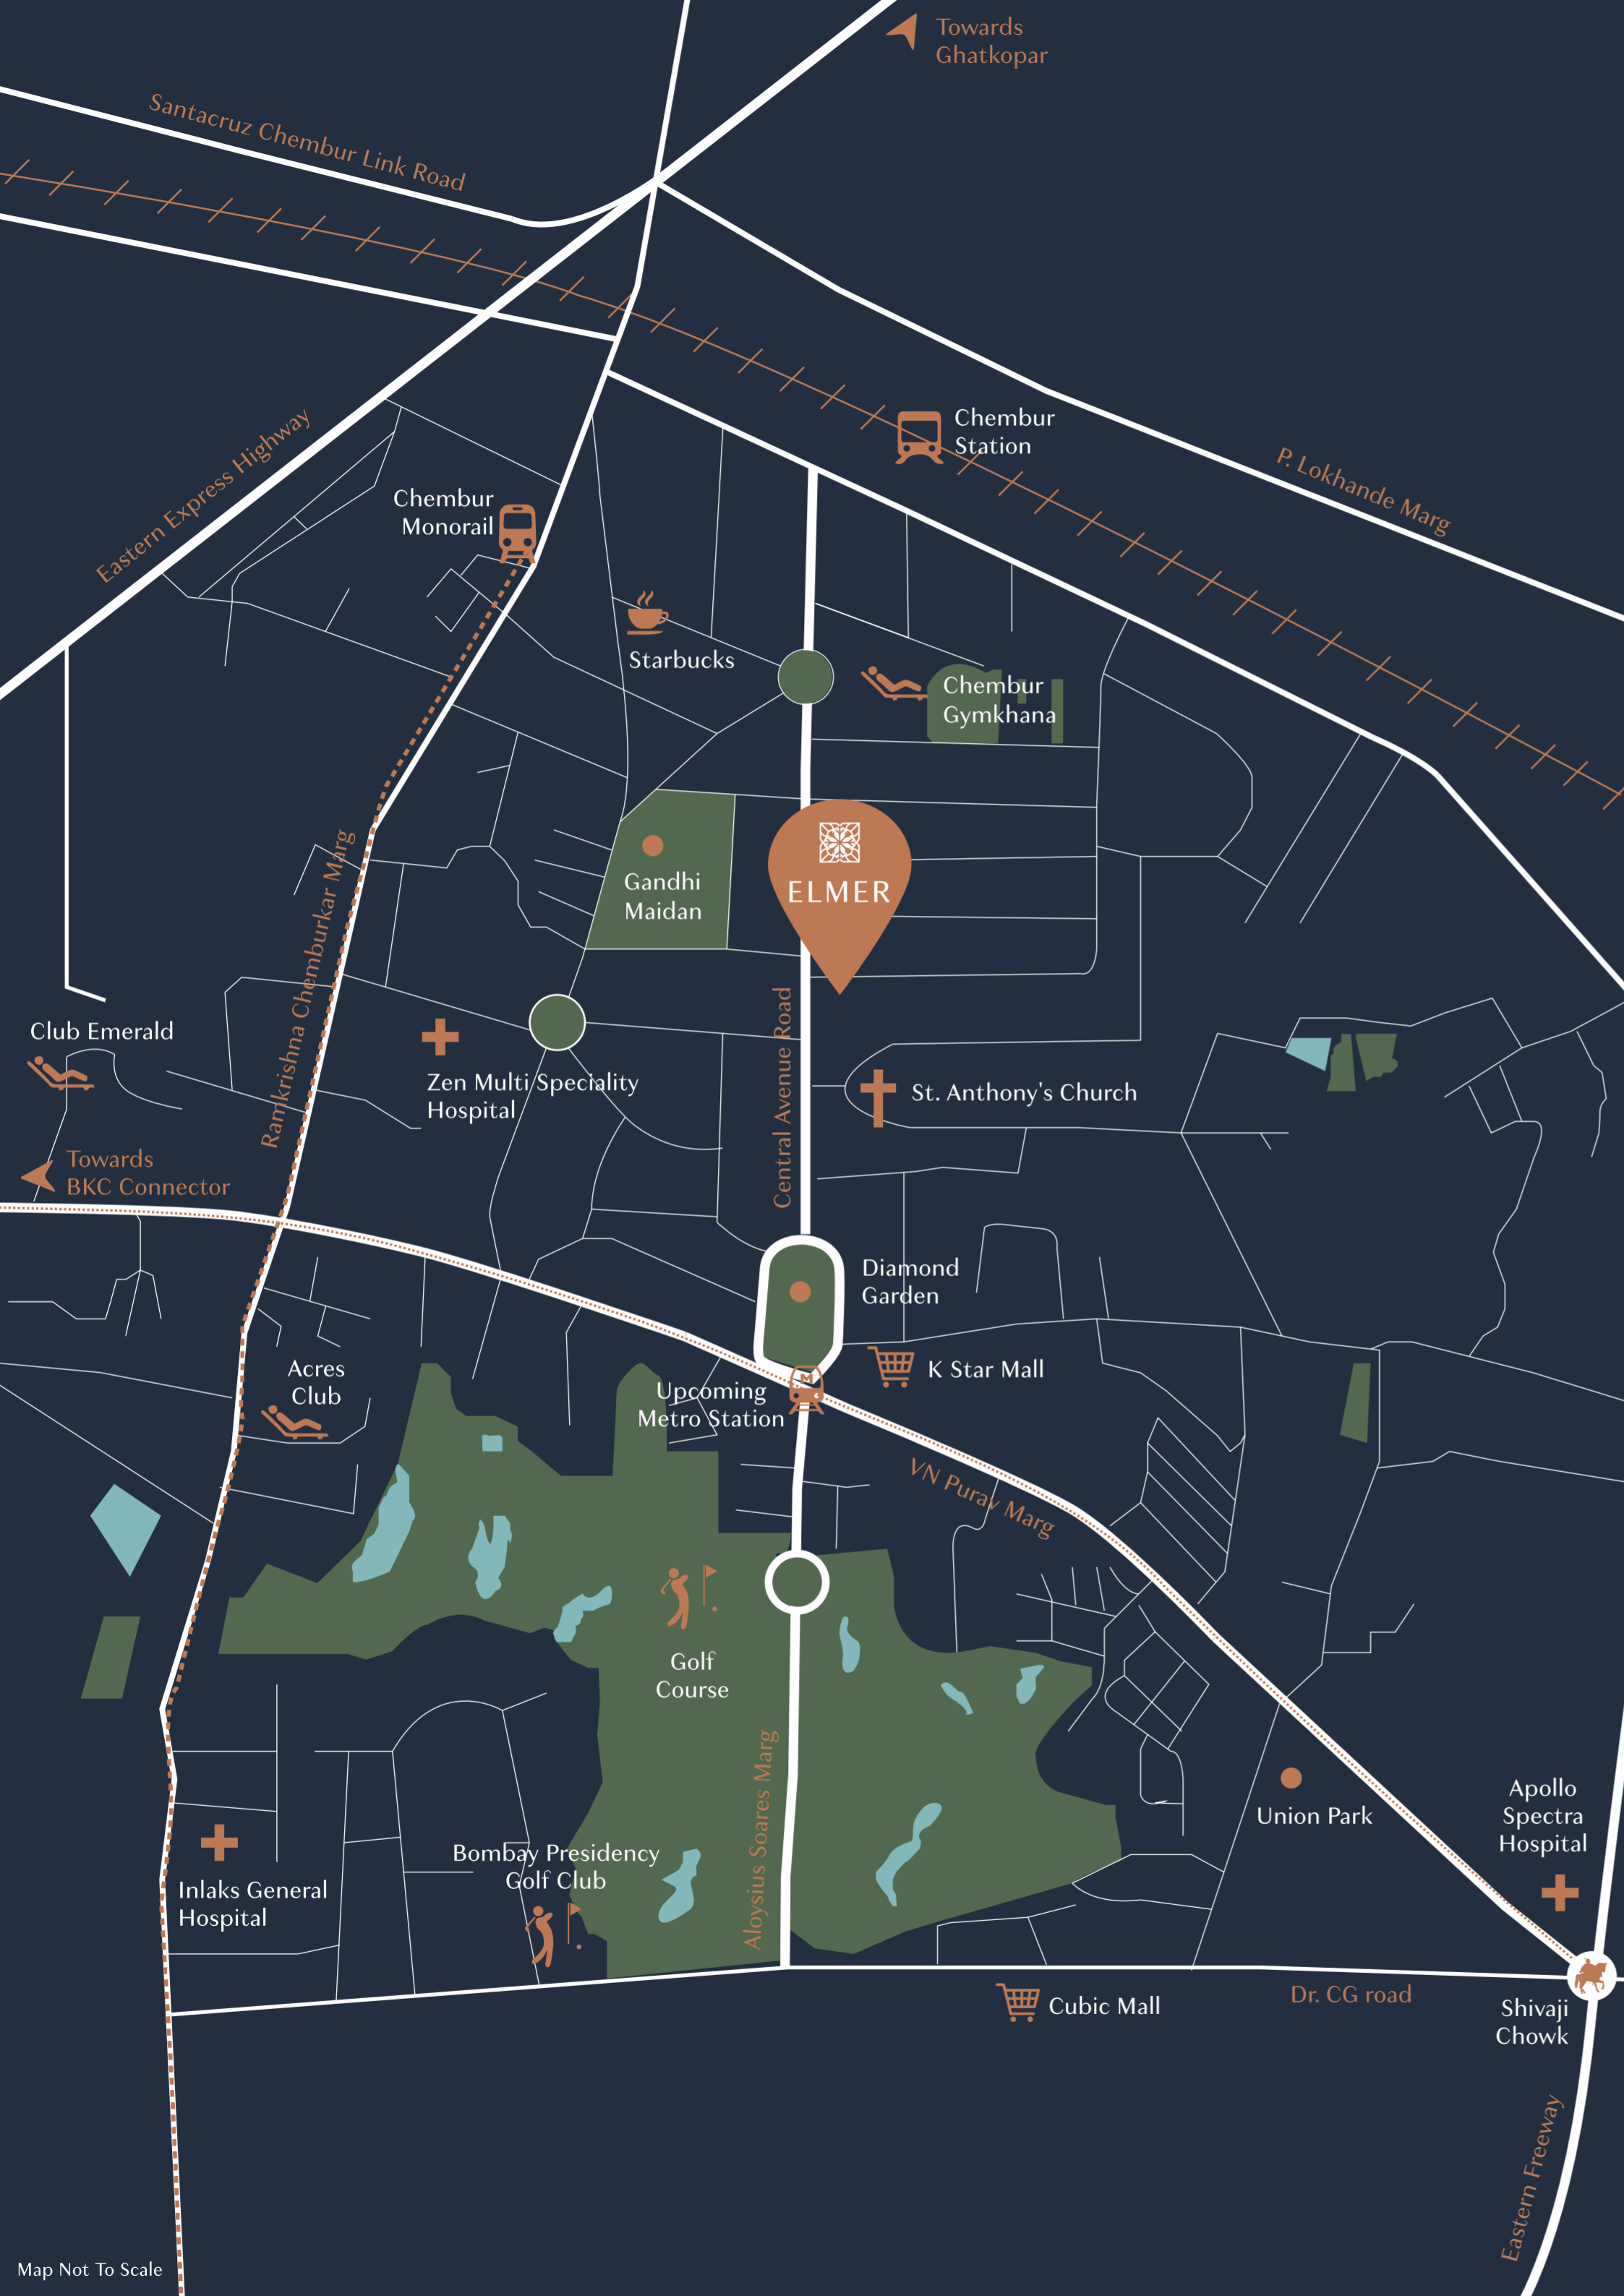 Towards
Ghatkopar
Santacruz Chembur Link Road
Chembur
Station
P. Lokhande Marg
Eastern Express Highway
Chembur
Monorail
Starbucks
Chembur
Gymkhana
Gandhi
Maidan
ELMER
Ramkrishna Chemburkar Marg
Central Avenue Road
Club Emerald
Zen Multi Speciality
Hospital
St. Anthony's Church
Towards
BKC Connector
Diamond
Garden
Acres
Club
K Star Mall
Upcoming
Metro Station
M
VN Purav Marg
Golf
Course
Aloysius Soares Marg
Union Park
Apollo
Spectra
Hospital
Bombay Presidency
Golf Club
Inlaks General
Hospital
Cubic Mall
Dr. CG road
Shivaji
Chowk
Eastern Freeway
Map Not To Scale